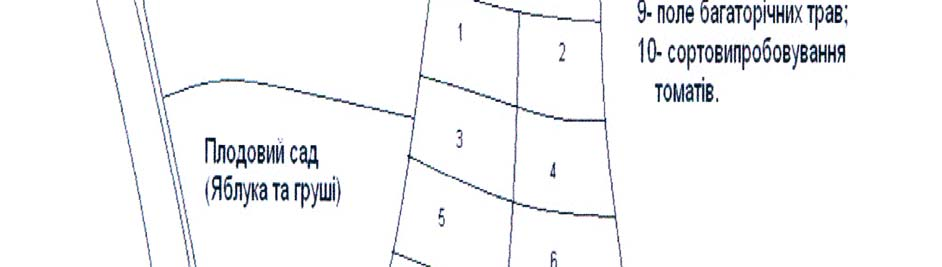 9- поле багаторічних трав;
10- сортовипробовування
томатів.
1
2
3
4
Плодовий сад
(Яблука та груші)
5
6